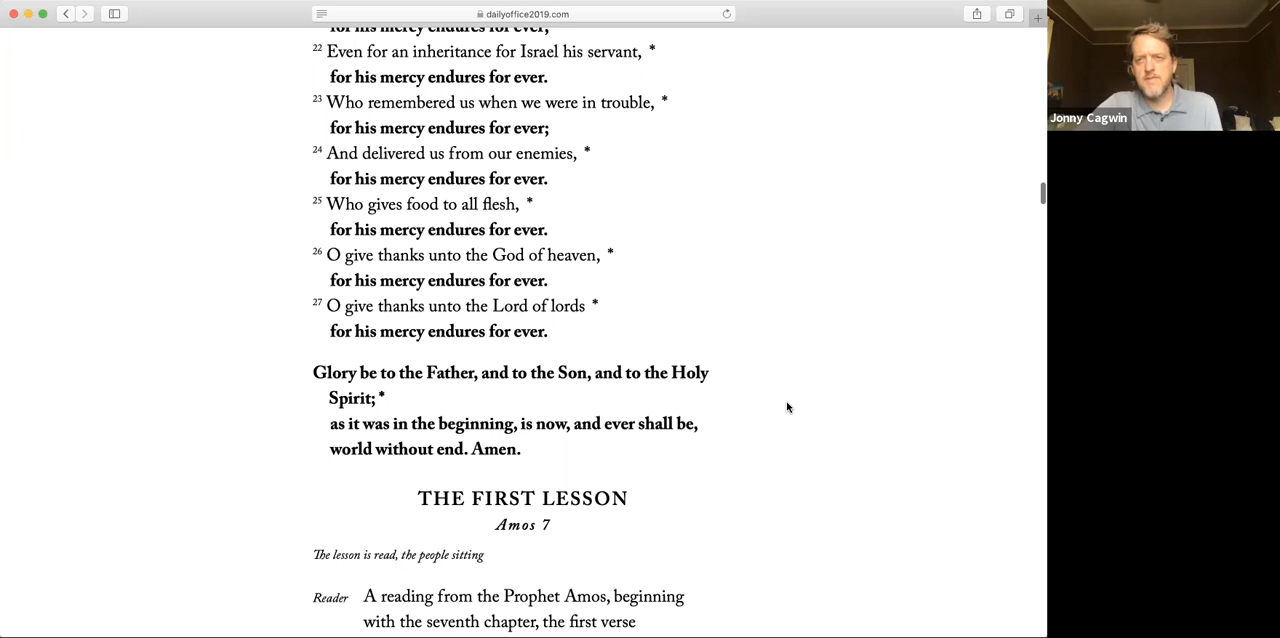 dailyoffice2019.com
for his mercy endures for ever;
22 Even for an inheritance for Israel his servant, *
for his mercy endures for ever.
23 Who remembered us when we were in trouble, *
for his mercy endures for ever;
24 And delivered us from our enemies, *
for his mercy endures for ever.
25 Who gives food to all flesh, *
for his mercy endures for ever.
26 O give thanks unto the God of heaven, *
for his mercy endures for ever.
27 O give thanks unto the Lord of lords *
for his mercy endures for ever.
Glory be to the Father, and to the Son, and to the Holy
Spirit; *
as it was in the beginning, is now, and ever shall be,
world without end. Amen.
THE FIRST LESSON
Amos 7
The lesson is read, the people sitting
Reader A reading from the Prophet Amos, beginning
with the seventh chapter, the first verse
Jonny Cagwin